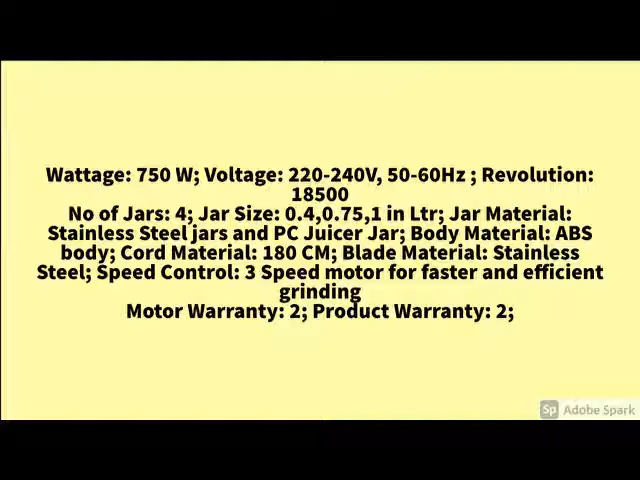 Wattage: 750 W; Voltage: 220-240V, 50-60Hz ; Revolution:
18500
No of Jars: 4; Jar Size: 0.4,0.75,1 in Ltr; Jar Material:
Stainless Steel jars and PC Juicer Jar; Body Material: ABS
body; Cord Material: 180 CM; Blade Material: Stainless
Steel; Speed Control: 3 Speed motor for faster and efficient
grinding
Motor Warranty: 2; Product Warranty: 2;
Sp Adobe Spark